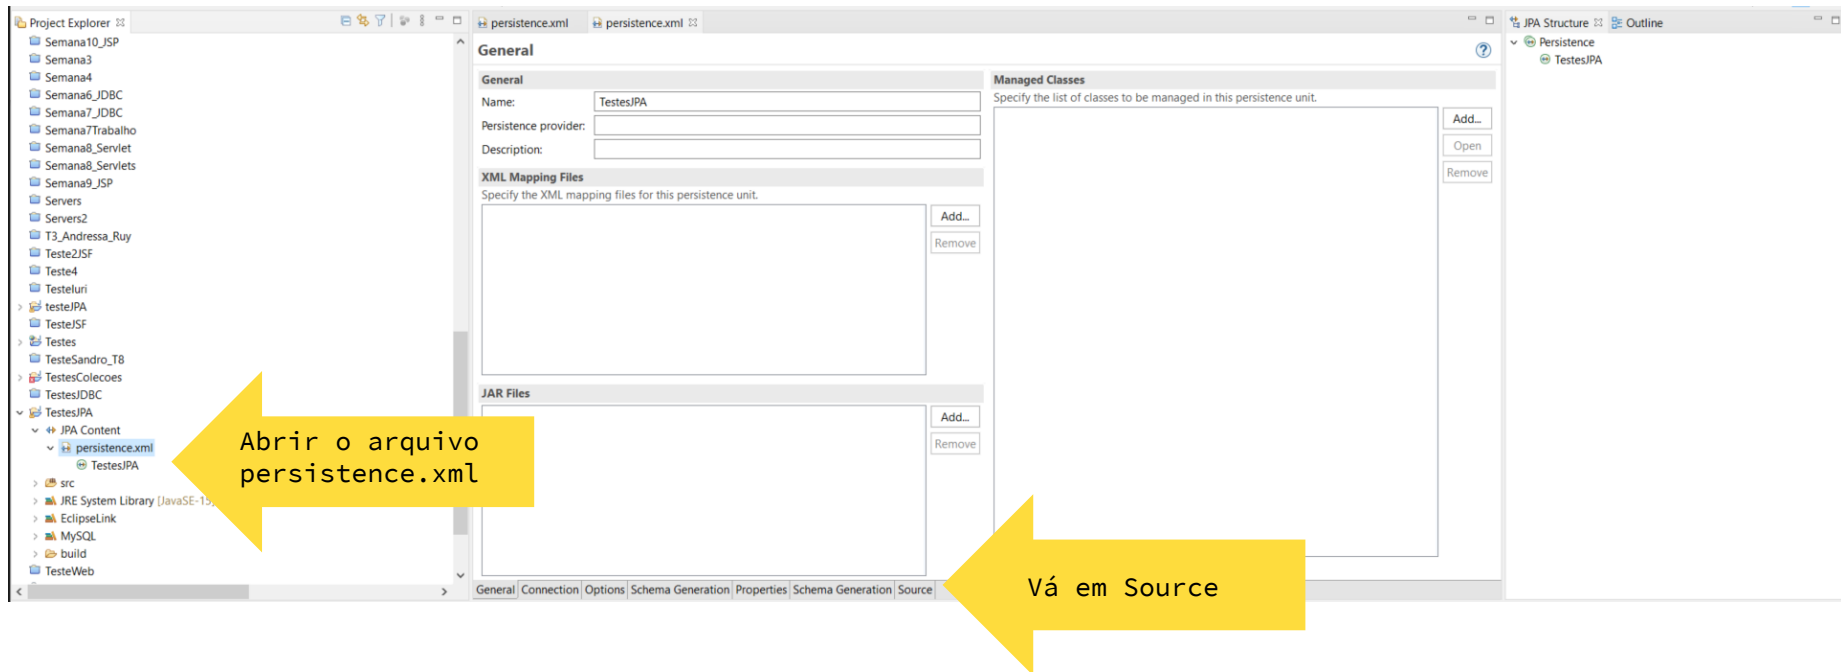 Project Explorer
Semana10_JSP
Semana3
Semana4
Semana6_JDBC
Semana7_JDBC
Semana7Trabalho
Semana8_Servlet
Semana8_Servlets
Semana9_JSP
Servers
Servers2
T3_Andressa_Ruy
Teste2JSF
Teste4
TesteIuri
testeJPA
TesteJSF
Testes
TesteSandro_T8
TestesColecoes
TestesJDBC
TestesJPA
JPA Content
persistence.xml
TestesJPA
src
JRE System Library [JavaSE-15]
EclipseLink
MySQL
build
TesteWeb
Abrir o arquivo
persistence.xml
persistence.xml persistence.xml
General
General
Name: TestesJPA
Persistence provider:
Description:
XML Mapping Files
Specify the XML mapping files for this persistence unit.
Add...
Remove
JAR Files
Add...
Remove
Managed Classes
Specify the list of classes to be managed in this persistence unit.
Add...
Open
Remove
General Connection Options Schema Generation Properties Schema Generation Source
Vá em Source
JPA Structure Outline
Persistence
TestesJPA